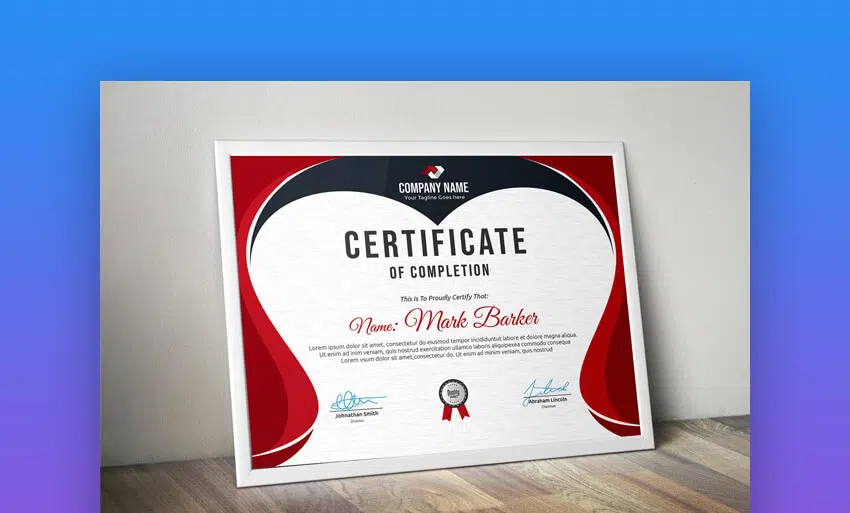 COMPANY NAME
Your Tagline Goes here
CERTIFICATE
OF COMPLETION
This is To Proudly Certify That:
Name: Mark Barker
Lorem ipsum dolor sit amet, consectetur do eiusmod tempor incididunt labore et dolore magna aliqua.
Ut enim ad inim veniam, quis nostrud exercitation ullamco laboris aliquipexea commodo consequa
Lorem ipsum dolor sit amet,consectetur do. Ut enim ad minim veniam, quis nostrud
Quality
Johnathan Smith
Director
Abraham Lincoln
Chairman